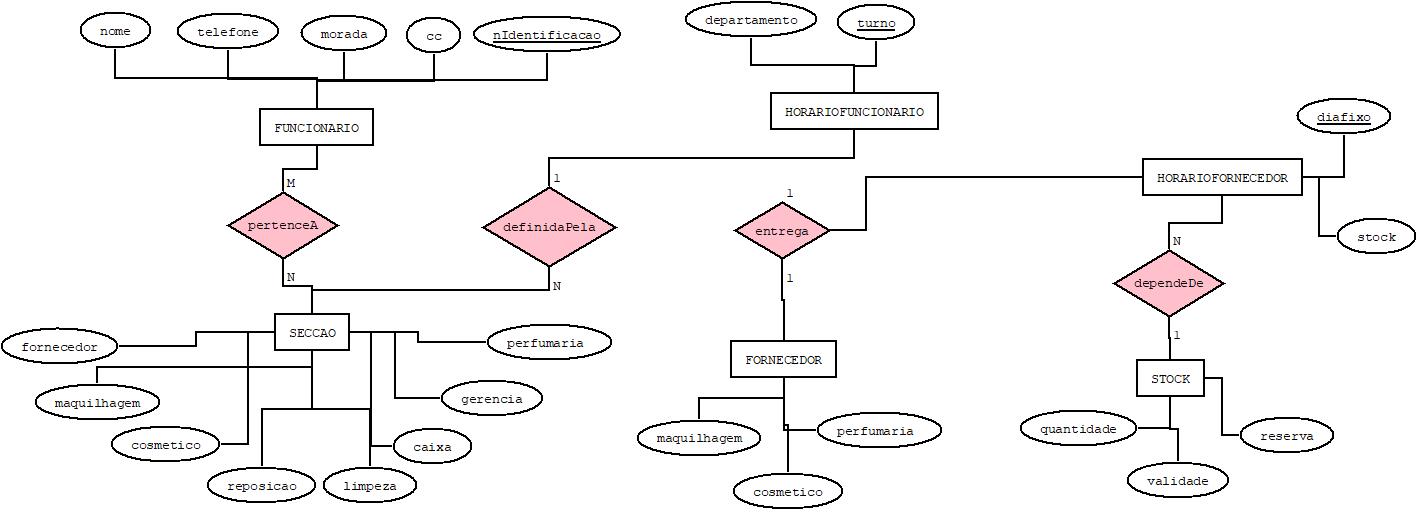 nome
telefone
morada
cc
nIdentificacao
departamento
turno
FUNCIONARIO
HORARIOFUNCIONARIO
diafixo
HORARIOFORNECEDOR
stock
M
pertenceA
N
1
definidaPela
N
1
entrega
1
N
dependeDe
1
SECCAO
fornecedor
maquilhagem
cosmetico
reposicao
limpeza
caixa
gerencia
perfumaria
FORNECEDOR
maquilhagem
cosmetico
perfumaria
STOCK
quantidade
validade
reserva